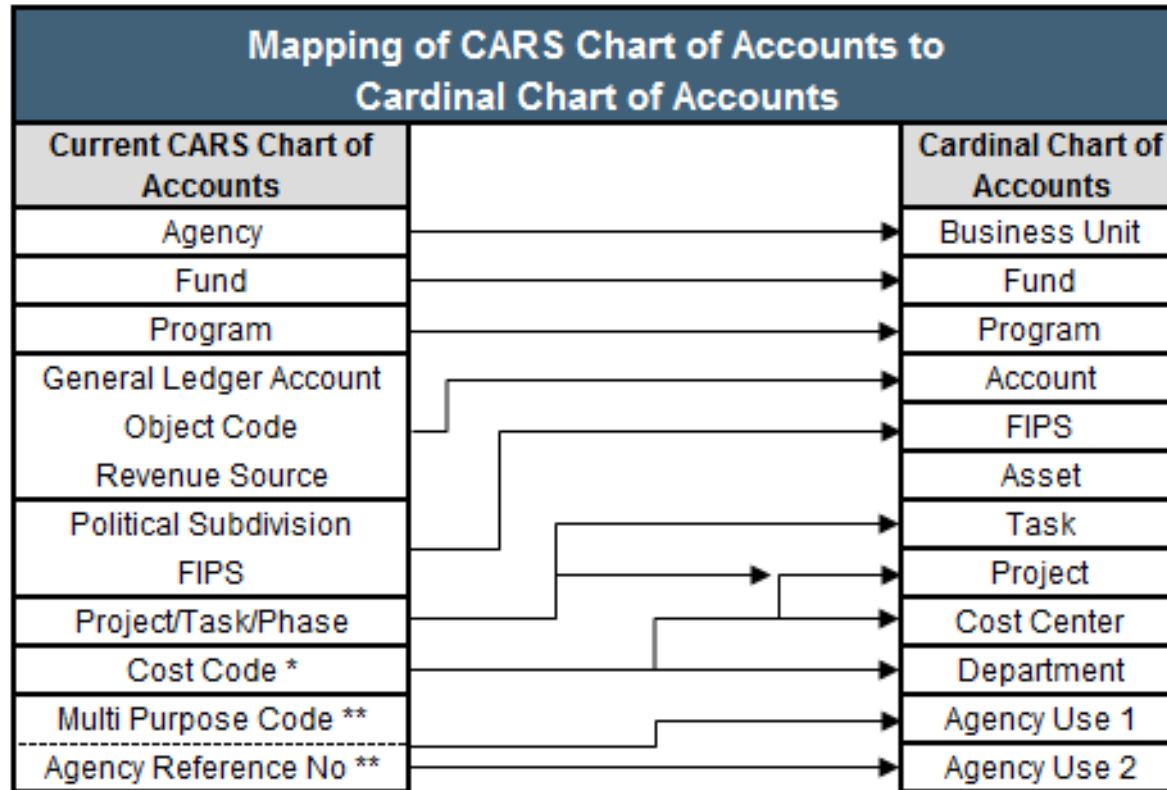 Mapping of CARS Chart of Accounts to
Cardinal Chart of Accounts
Current CARS Chart of
Accounts
Cardinal Chart of
Accounts
Agency
Business Unit
Fund
Fund
Program
Program
General Ledger Account
Account
Object Code
FIPS
Revenue Source
Asset
Political Subdivision
Task
FIPS
Project
Project/Task/Phase
Cost Center
Cost Code *
Department
Multi Purpose Code **
Agency Use 1
Agency Reference No **
Agency Use 2